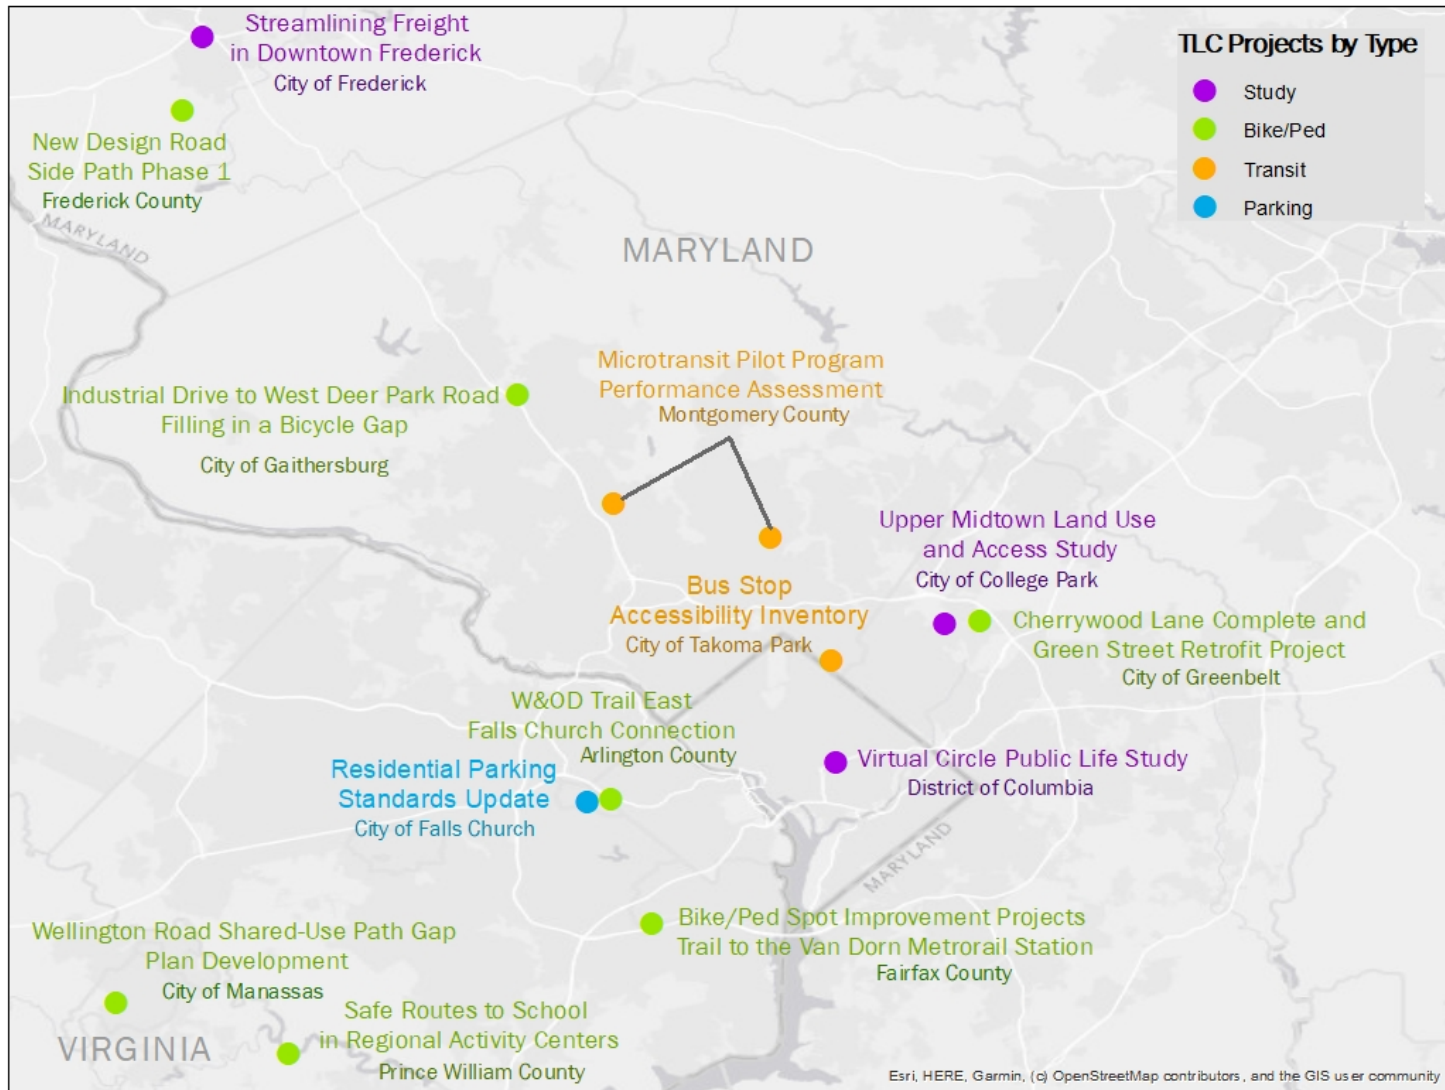 Streamlining Freight
in Downtown Frederick
City of Frederick
TLC Projects by Type
Study
Bike/Ped
Transit
Parking
New Design Road
Side Path Phase 1
Frederick County
MARYLAND
MARYLAND
Microtransit Pilot Program
Performance Assessment
Montgomery County
Industrial Drive to West Deer Park Road
Filling in a Bicycle Gap
City of Gaithersburg
Upper Midtown Land Use
and Access Study
City of College Park
Bus Stop
Accessibility Inventory
City of Takoma Park
Cherrywood Lane Complete and
Green Street Retrofit Project
City of Greenbelt
W&OD Trail East
Falls Church Connection
Arlington County
Residential Parking
Standards Update
City of Falls Church
Virtual Circle Public Life Study
District of Columbia
MARYLAND
Bike/Ped Spot Improvement Projects
Trail to the Van Dorn Metrorail Station
Fairfax County
Wellington Road Shared-Use Path Gap
Plan Development
City of Manassas
Safe Routes to School
in Regional Activity Centers
Prince William County
VIRGINIA
Esri, HERE, Garmin, (c) OpenStreetMap contributors, and the GIS user community